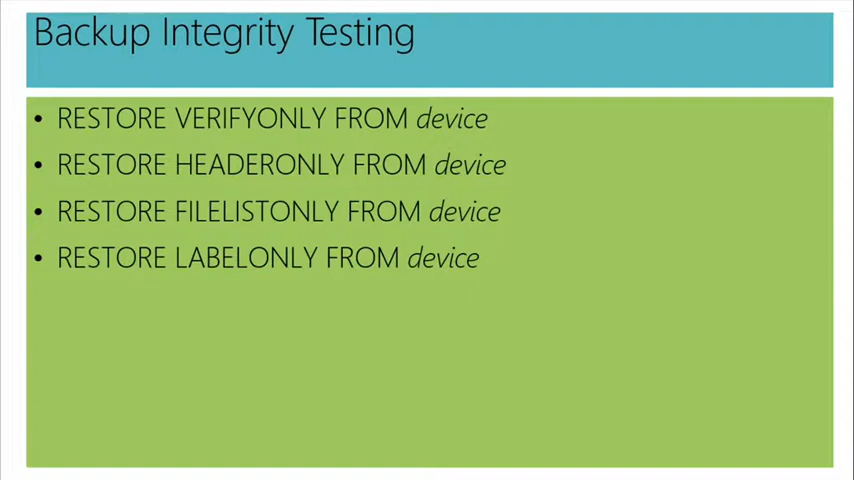 Backup Integrity Testing
• RESTORE VERIFYONLY FROM device
• RESTORE HEADERONLY FROM device
• RESTORE FILELISTONLY FROM device
• RESTORE LABELONLY FROM device